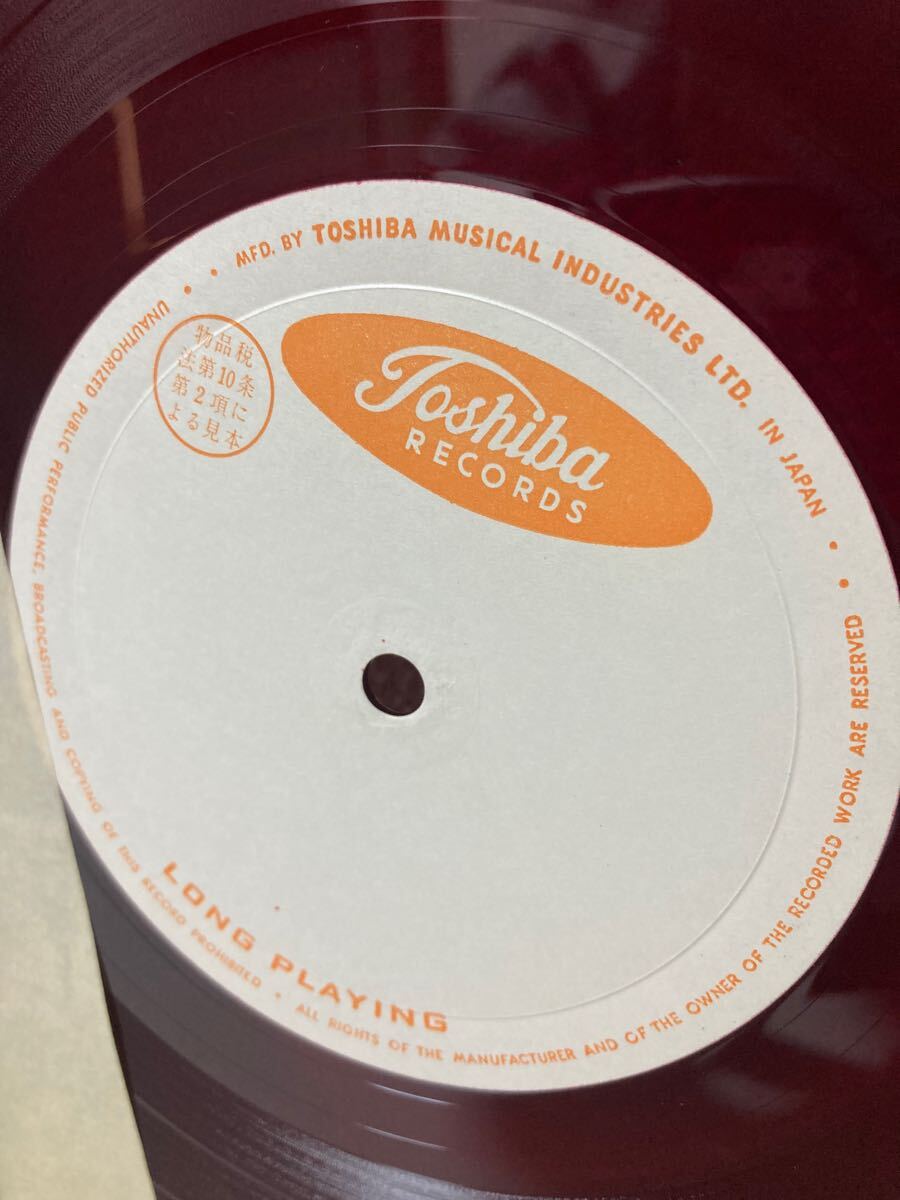 MFD. BY TOSHIBA MUSICAL INDUSTRIES LTD. IN JAPAN
物品税
法第10条
第2項に
よる見本
Toshiba
RECORDS
LONG PLAYING
UNAUTHORIZED PUBLIC PERFORMANCE, BROADCASTING AND COPYING OF THIS RECORD PROHIBITED • ALL RIGHTS OF THE MANUFACTURER AND OF THE OWNER OF THE RECORDED WORK ARE RESERVED